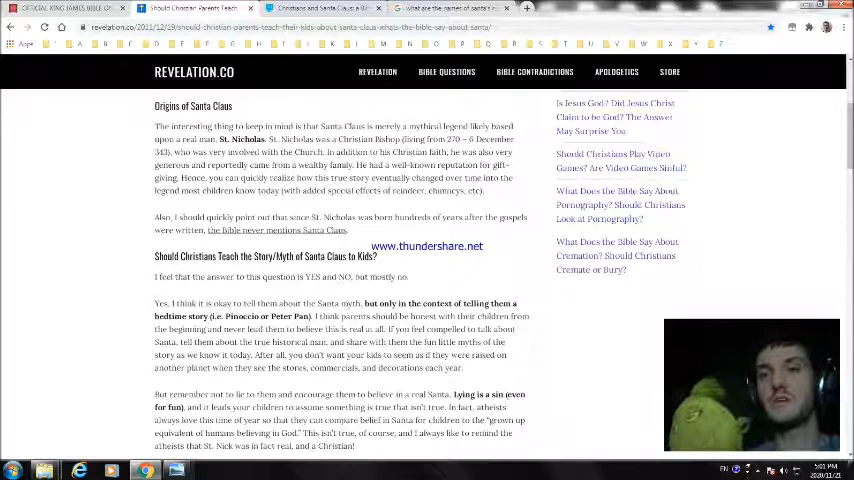 OFFICIAL KING JAMES BIBLE ON
Should Christian Parents Teach
Christians and Santa Claus: a B
what are the names of santa's r
revelation.co/2011/12/19/should-christian-parents-teach-their-kids-about-santa-claus-whats-the-bible-say-about-santa/
Apps A B C D E F G H I J K L M N O P Q R S T U V W X Y Z
REVELATION.CO
REVELATION BIBLE QUESTIONS BIBLE CONTRADICTIONS APOLOGETICS STORE
Origins of Santa Claus
The interesting thing to keep in mind is that Santa Claus is merely a mythical legend likely based
upon a real man, St. Nicholas. St. Nicholas was a Christian Bishop (living from 270 – 6 December
343), who was very involved with the Church. In addition to his Christian faith, he was also very
generous and reportedly came from a wealthy family. He had a well-known reputation for gift-
giving. Hence, you can quickly realize how this true story eventually changed over time into the
legend most children know today (with added special effects of reindeer, chimneys, etc).
Also, I should quickly point out that since St. Nicholas was born hundreds of years after the gospels
were written, the Bible never mentions Santa Claus.
www.thundershare.net
Should Christians Teach the Story/Myth of Santa Claus to Kids?
I feel that the answer to this question is YES and NO, but mostly no.
Yes, I think it is okay to tell them about the Santa myth, but only in the context of telling them a
bedtime story (i.e. Pinoccio or Peter Pan). I think parents should be honest with their children from
the beginning and never lead them to believe this is real at all. If you feel compelled to talk about
Santa, tell them about the true historical man, and share with them the fun little myths of the
story as we know it today. After all, you don't want your kids to seem as if they were raised on
another planet when they see the stores, commercials, and decorations each year.
But remember not to lie to them and encourage them to believe in a real Santa. Lying is a sin (even
for fun), and it leads your children to assume something is true that isn't true. In fact, atheists
always love this time of year so that they can compare belief in Santa for children to the "grown up
equivalent of humans believing in God." This isn't true, of course, and I always like to remind the
atheists that St. Nick was in fact real, and a Christian!
Is Jesus God? Did Jesus Christ
Claim to be God? The Answer
May Surprise You
Should Christians Play Video
Games? Are Video Games Sinful?
What Does the Bible Say About
Pornography? Should Christians
Look at Pornography?
What Does the Bible Say About
Cremation? Should Christians
Cremate or Bury?
EN
5:01 PM
2020/11/21